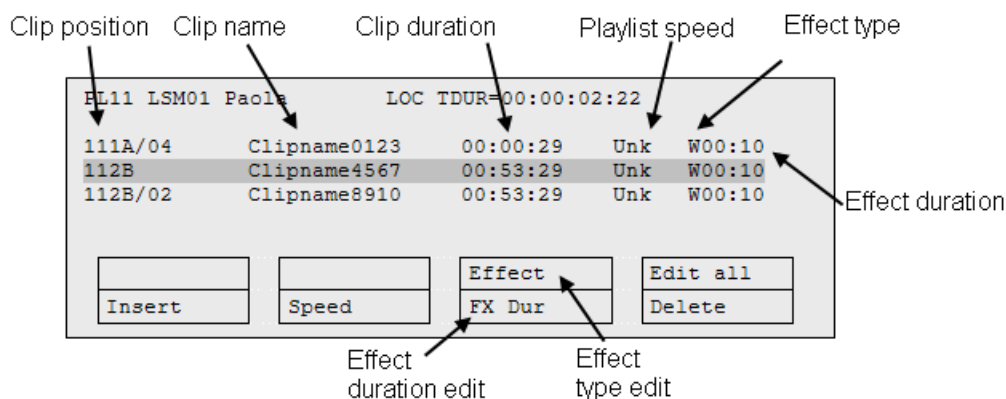 Clip position Clip name Clip duration Playlist speed Effect type
PL11 LSM01 Paola LOC TDUR=00:00:02:22
111A/04 Clipname0123 00:00:29 Unk W00:10
112B Clipname4567 00:53:29 Unk W00:10
112B/02 Clipname8910 00:53:29 Unk W00:10
Effect duration
Effect Edit all
Insert Speed FX Dur Delete
Effect
duration edit
Effect
type edit